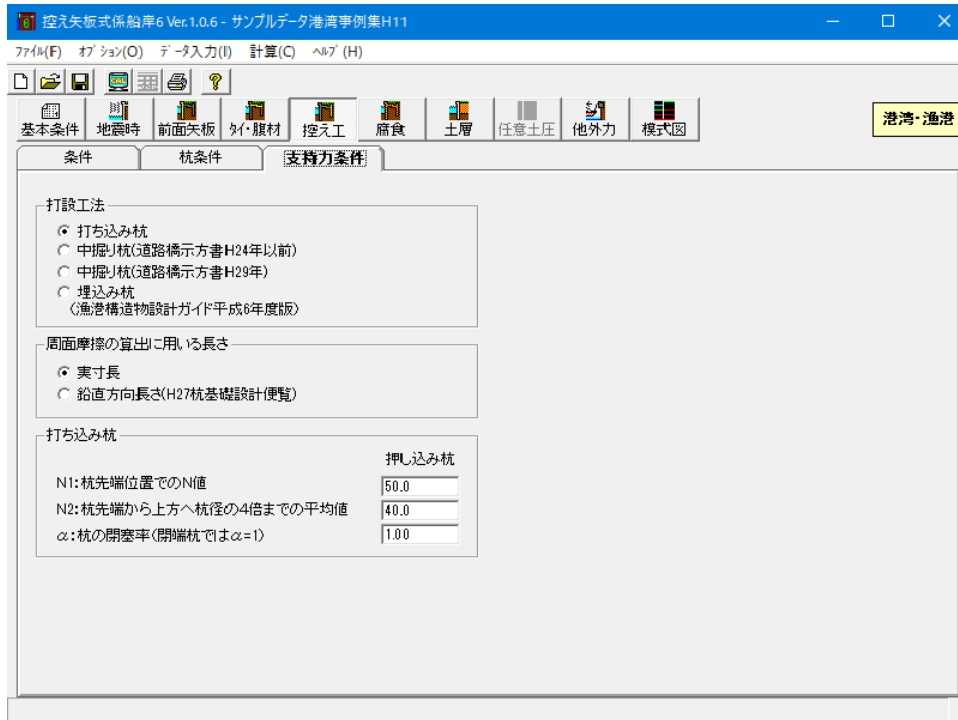 控え矢板式係船岸6 Ver.1.0.6 - サンプルデータ港湾事例集H11
ファイル(F) オプション(O) データ入力(I) 計算(C) ヘルプ(H)
CAL
基本条件 地震時 前面矢板 タイ・腹材 控え工 腐食 土層 任意土圧 他外力 模式図 港湾・漁港
条件 杭条件 支持力条件
打設工法
打ち込み杭
中掘り杭(道路橋示方書H24年以前)
中掘り杭(道路橋示方書H29年)
埋込み杭
(漁港構造物設計ガイド平成6年度版)
周面摩擦の算出に用いる長さ
実寸長
鉛直方向長さ(H27杭基礎設計便覧)
打ち込み杭
押し込み杭
N1:杭先端位置でのN値 50.0
N2:杭先端から上方へ杭径の4倍までの平均値 40.0
α:杭の閉塞率(閉端杭ではα=1) 1.00